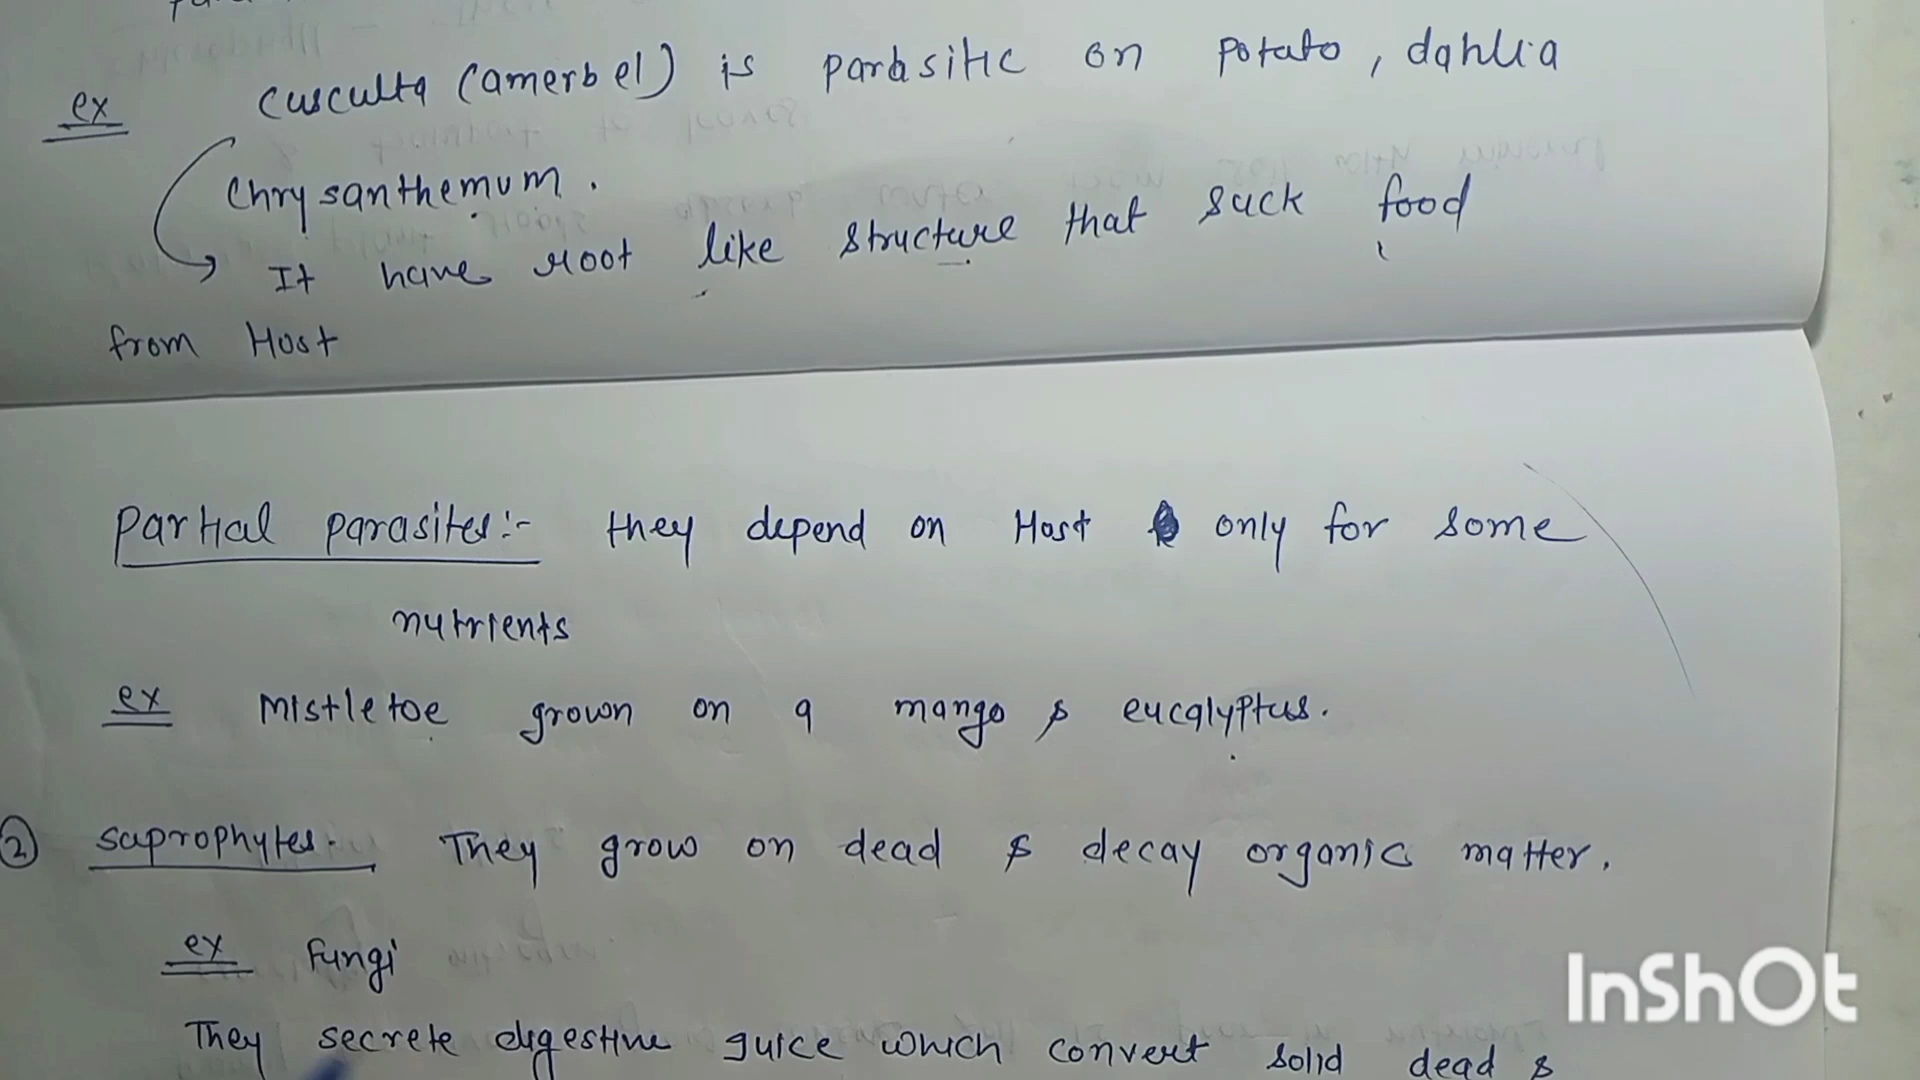 ex Cusculta (amerbel) is parasitic on potato, dahlia
Chrysanthemum.
It have root like structure that suck food
from Host
Partial parasites:- they depend on Host only for some
nutrients
ex Mistletoe grown on a mango & eucalyptus.
2 saprophytes- They grow on dead & decay organic matter.
ex Fungi
They secrete digestive juice which convert solid dead &
InShOt